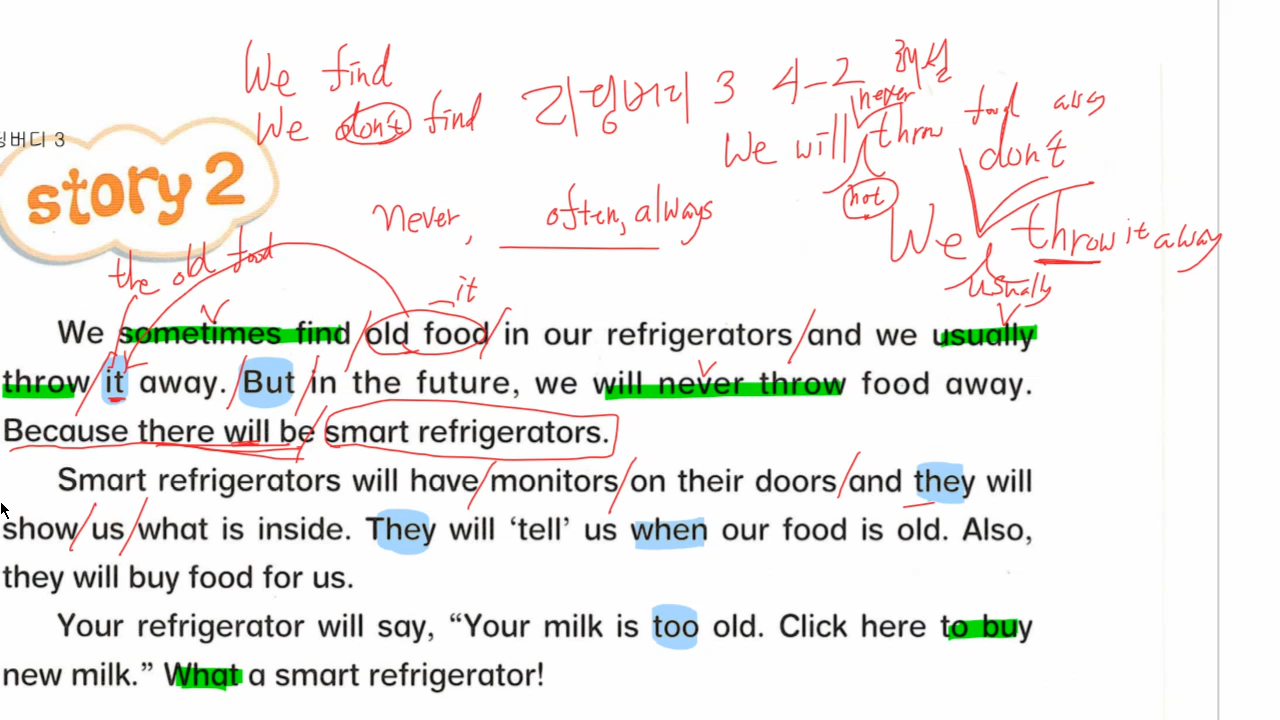 We find
We don't find
리딩버디 3 4-2 해설
never
We will throw food away
not
don't
We throw it away
usually
딩버디 3
story 2
never, often, always
the old food
it
We sometimes find old food in our refrigerators and we usually
throw it away. But in the future, we will never throw food away.
Because there will be smart refrigerators.
Smart refrigerators will have monitors on their doors and they will
show us what is inside. They will ‘tell’ us when our food is old. Also,
they will buy food for us.
Your refrigerator will say, “Your milk is too old. Click here to buy
new milk.” What a smart refrigerator!